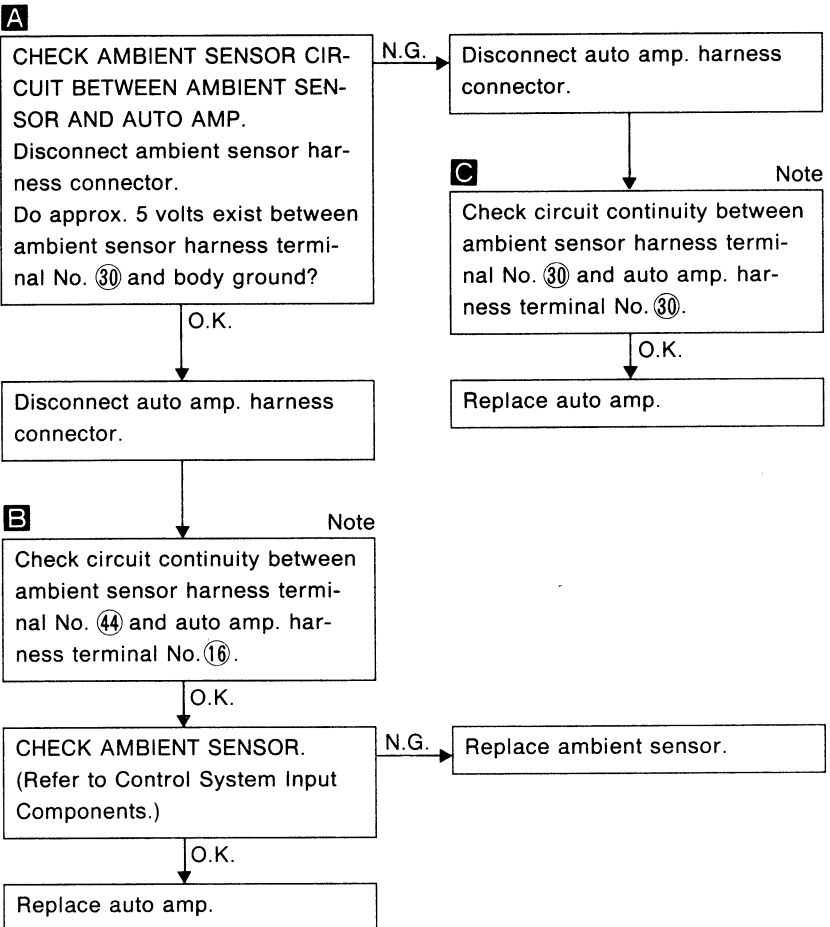 A
CHECK AMBIENT SENSOR CIR-
CUIT BETWEEN AMBIENT SEN-
SOR AND AUTO AMP.
Disconnect ambient sensor har-
ness connector.
Do approx. 5 volts exist between
ambient sensor harness termi-
nal No. ㉚ and body ground?
N.G.
Disconnect auto amp. harness
connector.
C
Note
Check circuit continuity between
ambient sensor harness termi-
nal No. ㉚ and auto amp. har-
ness terminal No. ㉚.
O.K.
Replace auto amp.
O.K.
Disconnect auto amp. harness
connector.
B
Note
Check circuit continuity between
ambient sensor harness termi-
nal No. ㊹ and auto amp. har-
ness terminal No. ⑯.
O.K.
CHECK AMBIENT SENSOR.
(Refer to Control System Input
Components.)
N.G.
Replace ambient sensor.
O.K.
Replace auto amp.